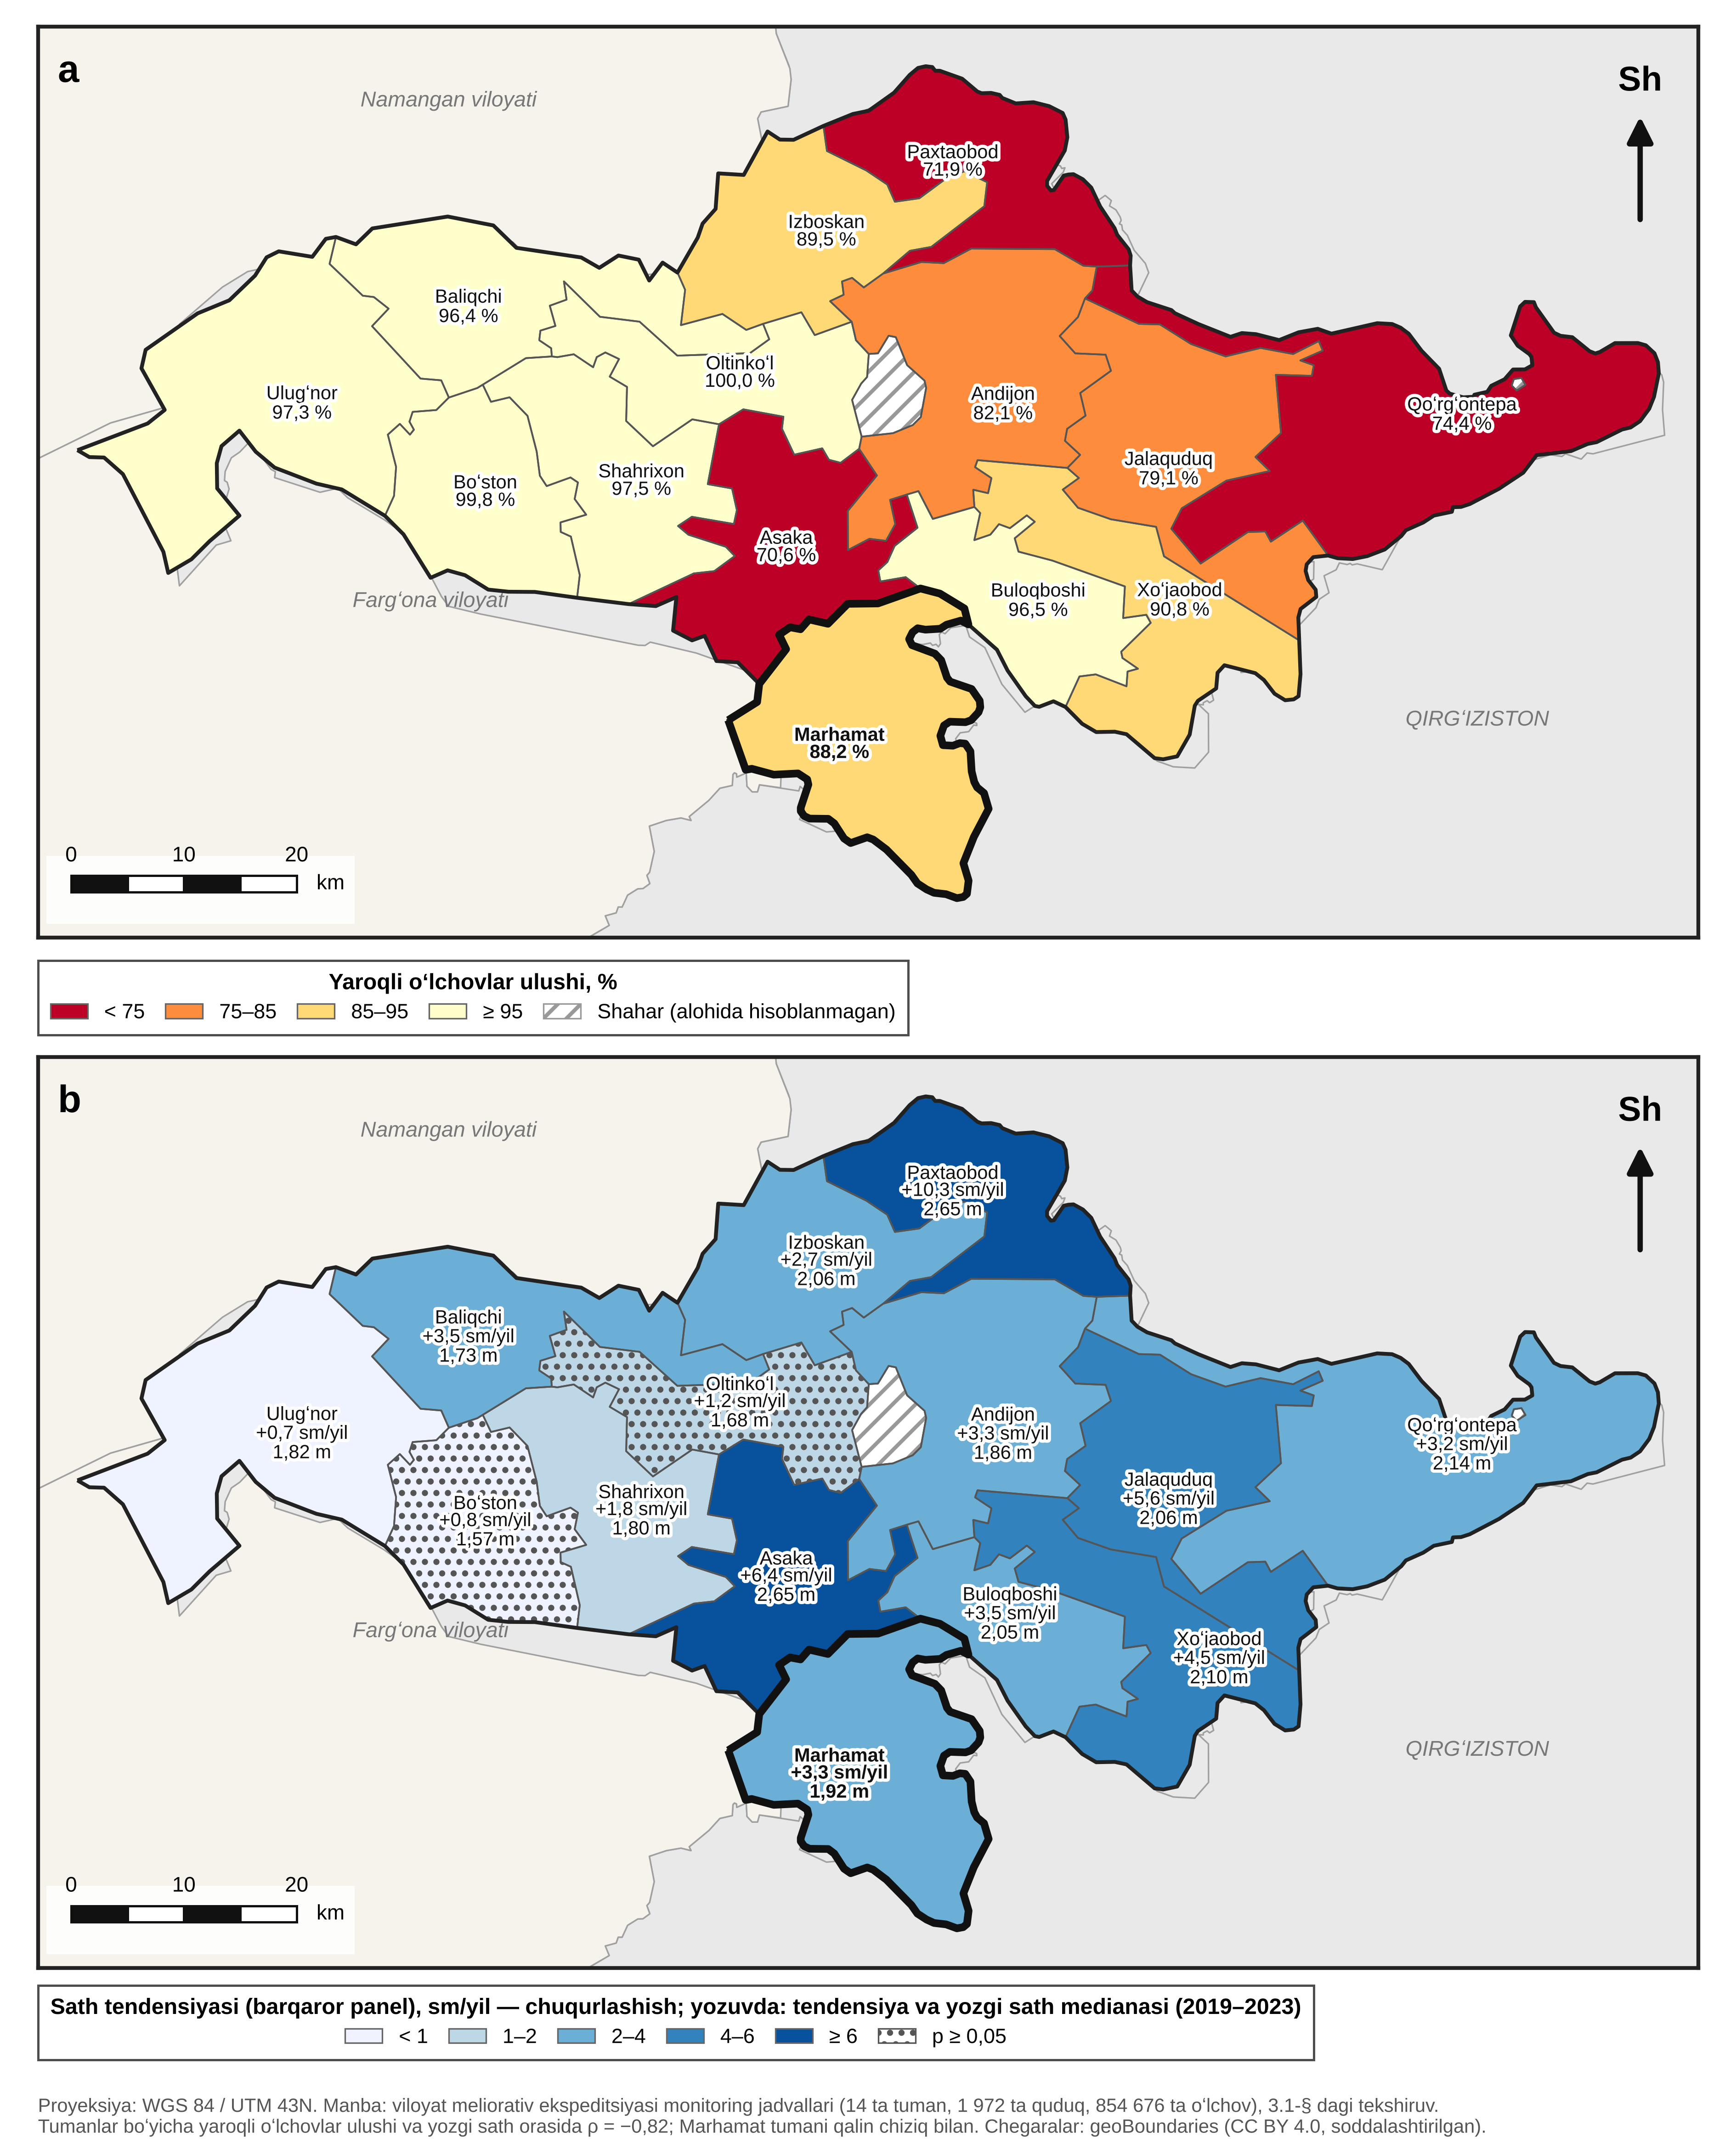 a
Sh
Namangan viloyati
Paxtaobod
71,9 %
Izboskan
89,5 %
Baliqchi
96,4 %
Oltinko‘l
100,0 %
Ulug‘nor
97,3 %
Andijon
82,1 %
Qo‘rg‘ontepa
74,4 %
Jalaquduq
79,1 %
Shahrixon
97,5 %
Bo‘ston
99,8 %
Asaka
70,6 %
Buloqboshi
96,5 %
Xo‘jaobod
90,8 %
Farg‘ona viloyati
QIRG‘IZISTON
Marhamat
88,2 %
0 10 20
km
Yaroqli o‘lchovlar ulushi, %
< 75 75–85 85–95 ≥ 95 Shahar (alohida hisoblanmagan)
b
Sh
Namangan viloyati
Paxtaobod
+10,3 sm/yil
2,65 m
Izboskan
+2,7 sm/yil
2,06 m
Baliqchi
+3,5 sm/yil
1,73 m
Oltinko‘l
+1,2 sm/yil
1,68 m
Ulug‘nor
+0,7 sm/yil
1,82 m
Andijon
+3,3 sm/yil
1,86 m
Qo‘rg‘ontepa
+3,2 sm/yil
2,14 m
Jalaquduq
+5,6 sm/yil
2,06 m
Shahrixon
+1,8 sm/yil
1,80 m
Bo‘ston
+0,8 sm/yil
1,57 m
Asaka
+6,4 sm/yil
2,65 m
Buloqboshi
+3,5 sm/yil
2,05 m
Xo‘jaobod
+4,5 sm/yil
2,10 m
Farg‘ona viloyati
QIRG‘IZISTON
Marhamat
+3,3 sm/yil
1,92 m
0 10 20
km
Sath tendensiyasi (barqaror panel), sm/yil — chuqurlashish; yozuvda: tendensiya va yozgi sath medianasi (2019–2023)
< 1 1–2 2–4 4–6 ≥ 6 p ≥ 0,05
Proyeksiya: WGS 84 / UTM 43N. Manba: viloyat meliorativ ekspeditsiyasi monitoring jadvallari (14 ta tuman, 1 972 ta quduq, 854 676 ta o‘lchov), 3.1-§ dagi tekshiruv.
Tumanlar bo‘yicha yaroqli o‘lchovlar ulushi va yozgi sath orasida ρ = −0,82; Marhamat tumani qalin chiziq bilan. Chegaralar: geoBoundaries (CC BY 4.0, soddalashtirilgan).